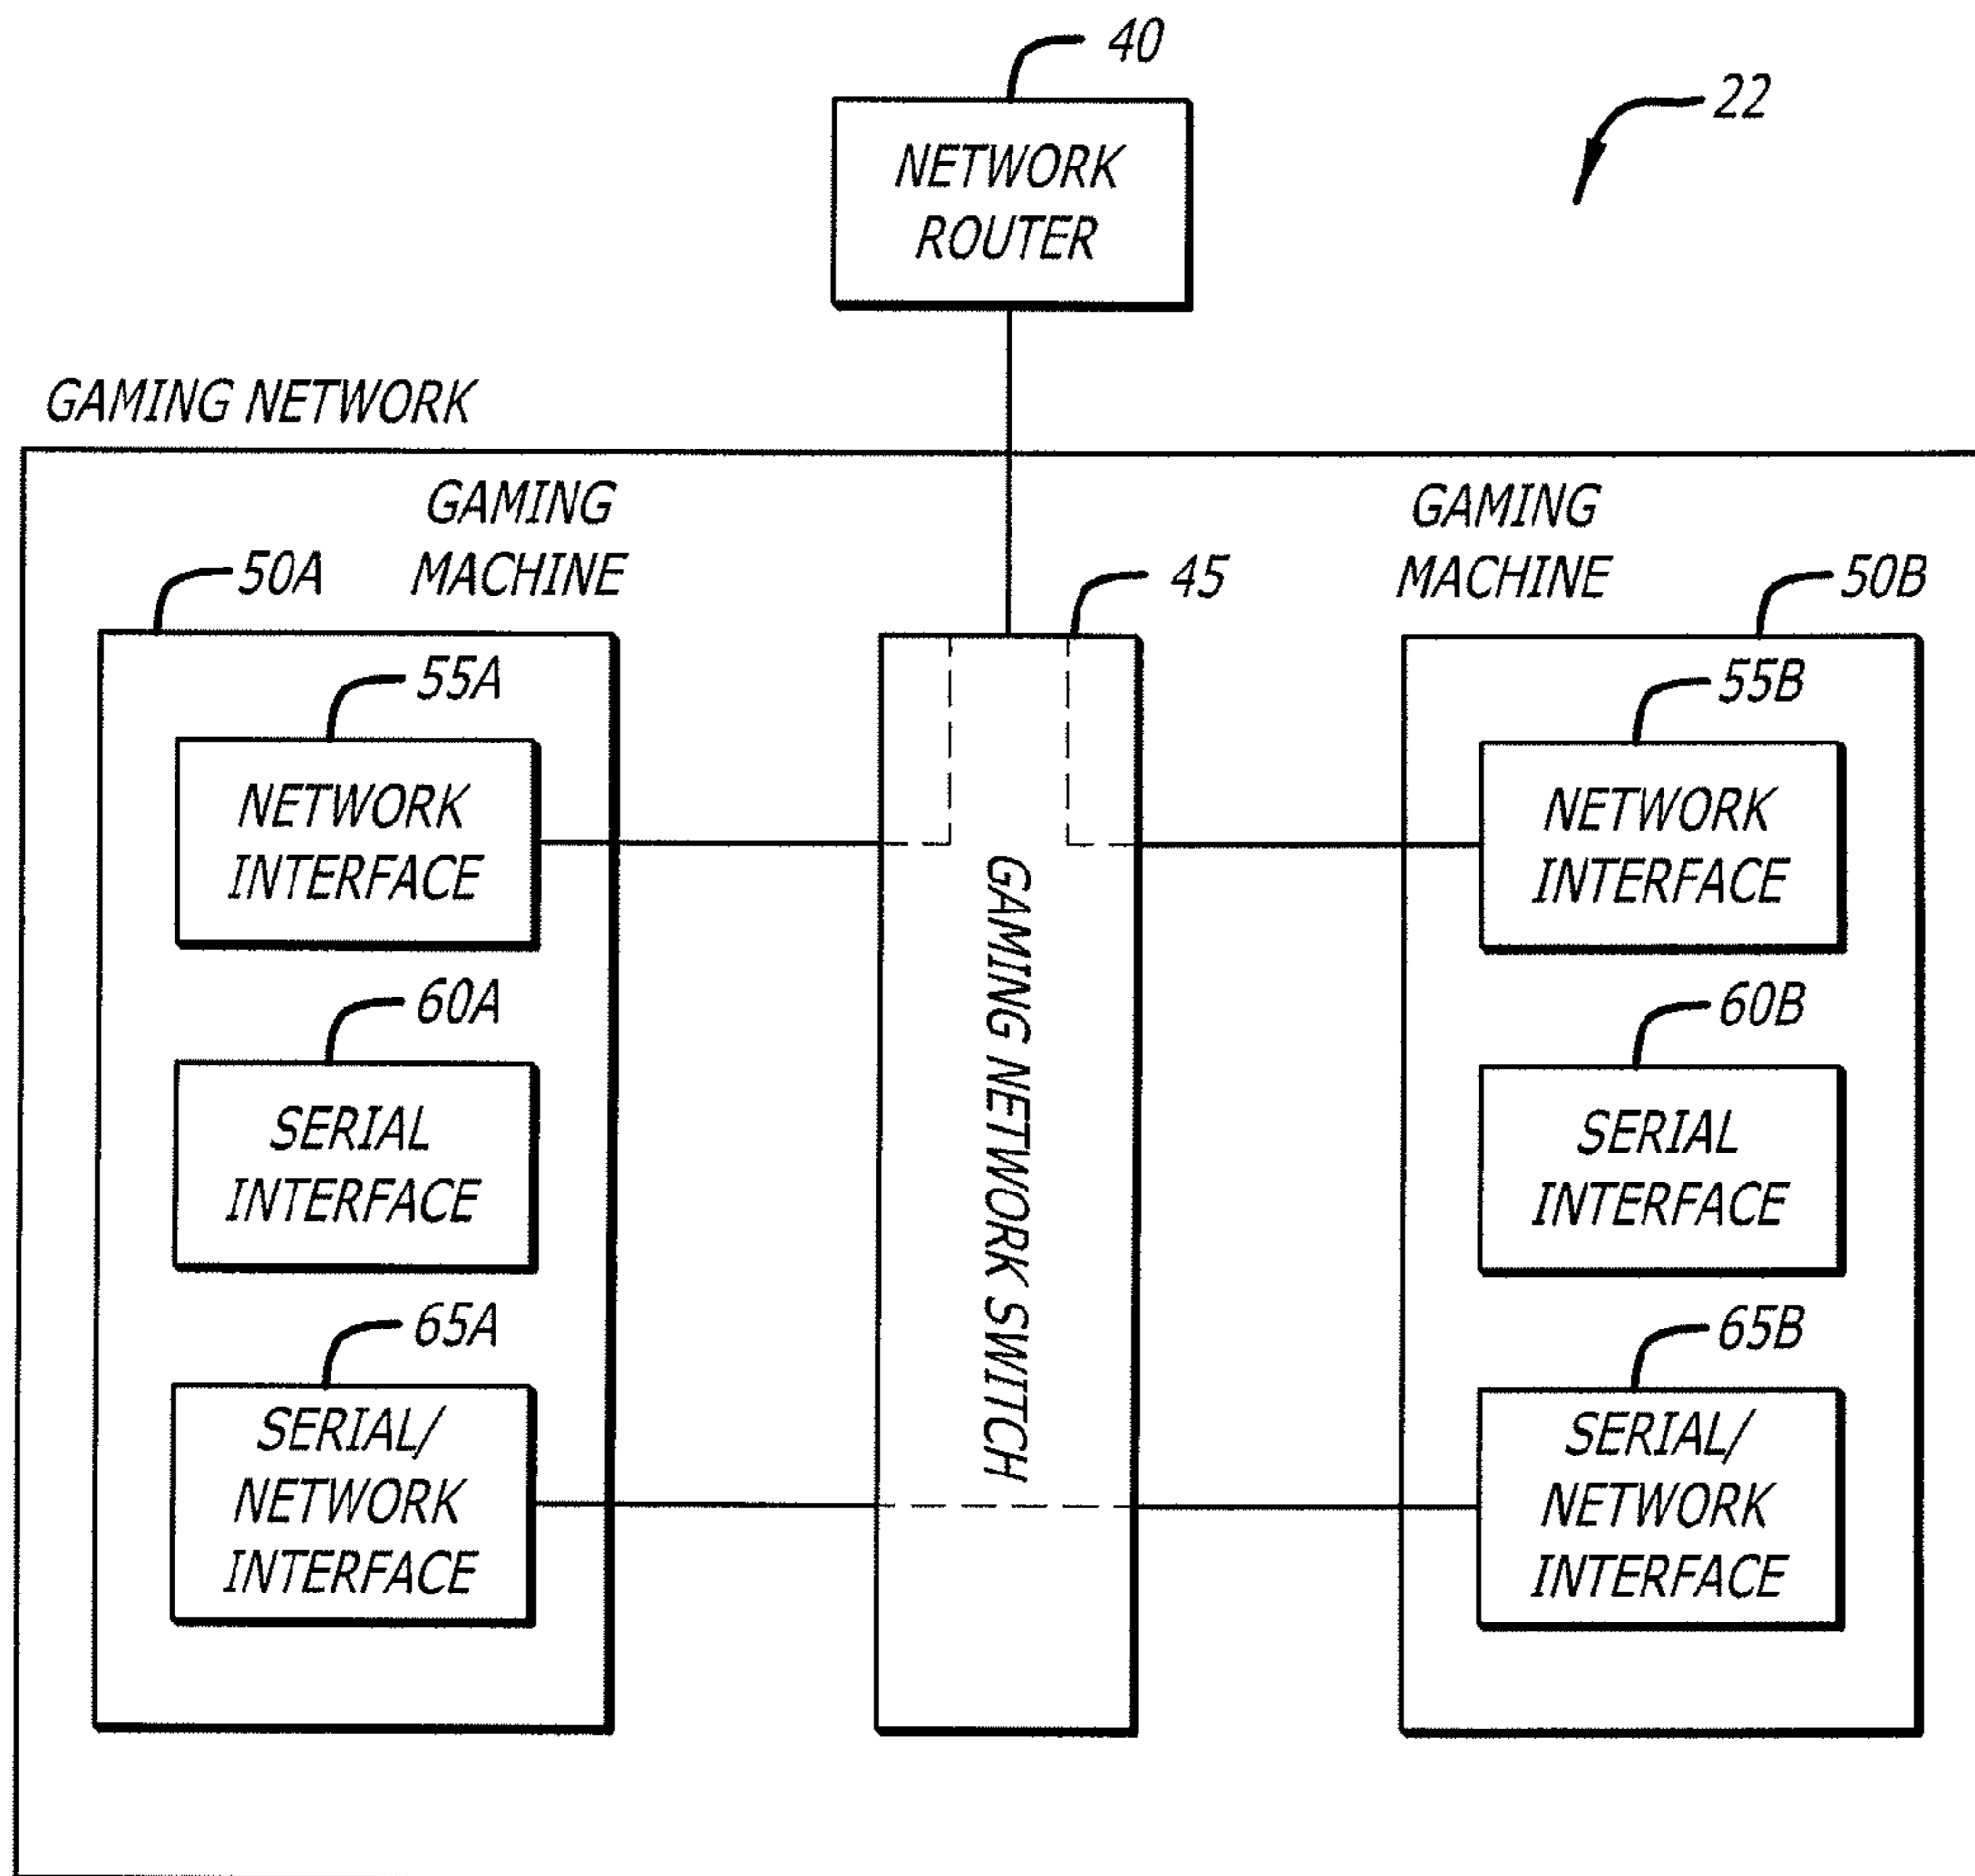 40
22
NETWORK
ROUTER
GAMING NETWORK
GAMING
MACHINE
50A
45
GAMING
MACHINE
50B
55A
NETWORK
INTERFACE
60A
SERIAL
INTERFACE
65A
SERIAL/
NETWORK
INTERFACE
GAMING NETWORK SWITCH
55B
NETWORK
INTERFACE
60B
SERIAL
INTERFACE
65B
SERIAL/
NETWORK
INTERFACE